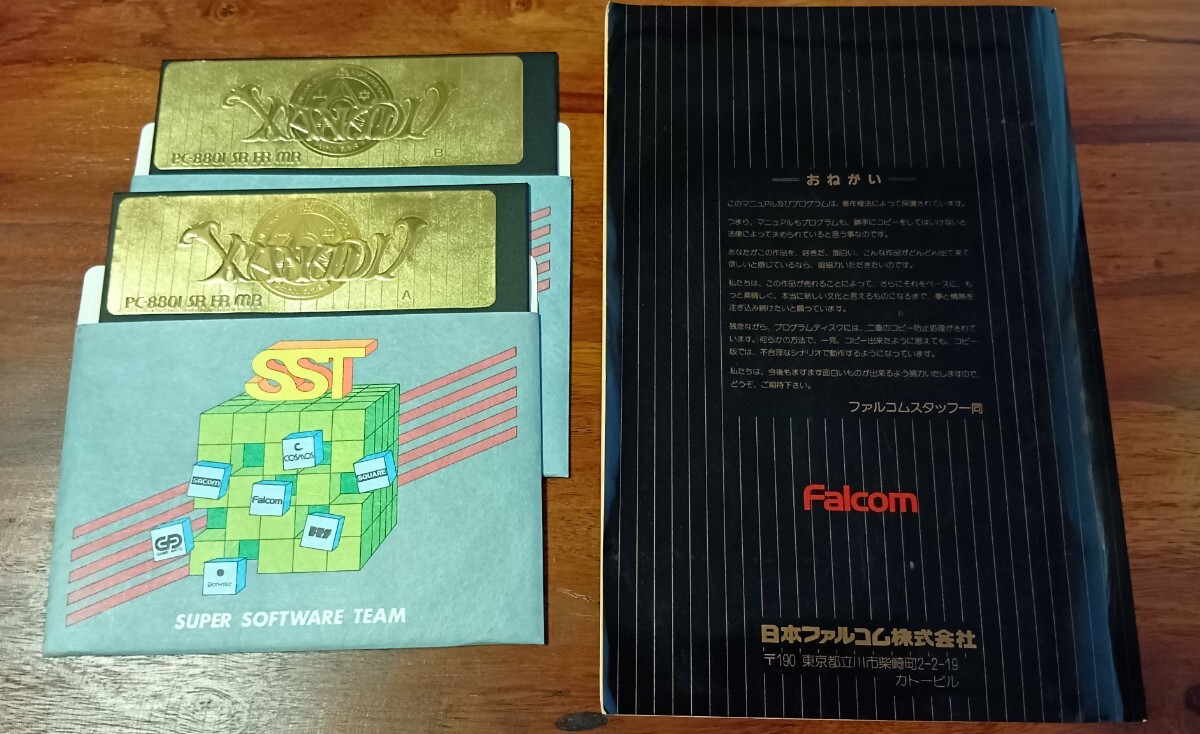 XANADU
PC-8801 SR FR MR
B
XANADU
PC-8801 SR FR MR
A
SST
C
COSMOS
SACOM
SQUARE
Falcom
BPS
GAME ARTS
BOTHTEC
SUPER SOFTWARE TEAM
おねがい
このマニュアル及びプログラムは、著作権法によって保護されています。
つまり、マニュアルもプログラムも、勝手にコピーをしてはいけないと
法律によって決められていると言う事なのです。
あなたがこの作品を、好きだ、面白い、こんな作品がどんどん出て来て
欲しいと感じているなら、御協力いただきたいのです。
私たちは、この作品が売れることによって、さらにそれをベースに、も
っと素晴しく、本当に新しい文化と言えるものになるまで、夢と情熱を
注ぎ込み続けたいと願っています。
残念ながら、プログラムディスクには、二重のコピー防止処理がされて
います。何らかの方法で、一見、コピー出来たように思えても、コピー
版では、不合理なシナリオで動作するようになっています。
私たちは、今後もますます面白いものが出来るよう協力いたしますので、
どうぞ、ご期待下さい。
ファルコムスタッフ一同
Falcom
日本ファルコム株式会社
〒190 東京都立川市柴崎町2-2-19
カトービル